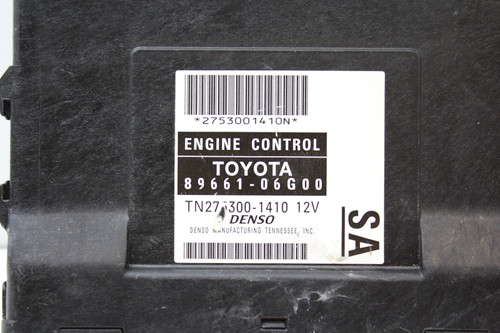 *2753001410N*
ENGINE CONTROL
TOYOTA
89661-06G00
TN275300-1410 12V
DENSO
DENSO MANUFACTURING TENNESSEE, INC.
SA